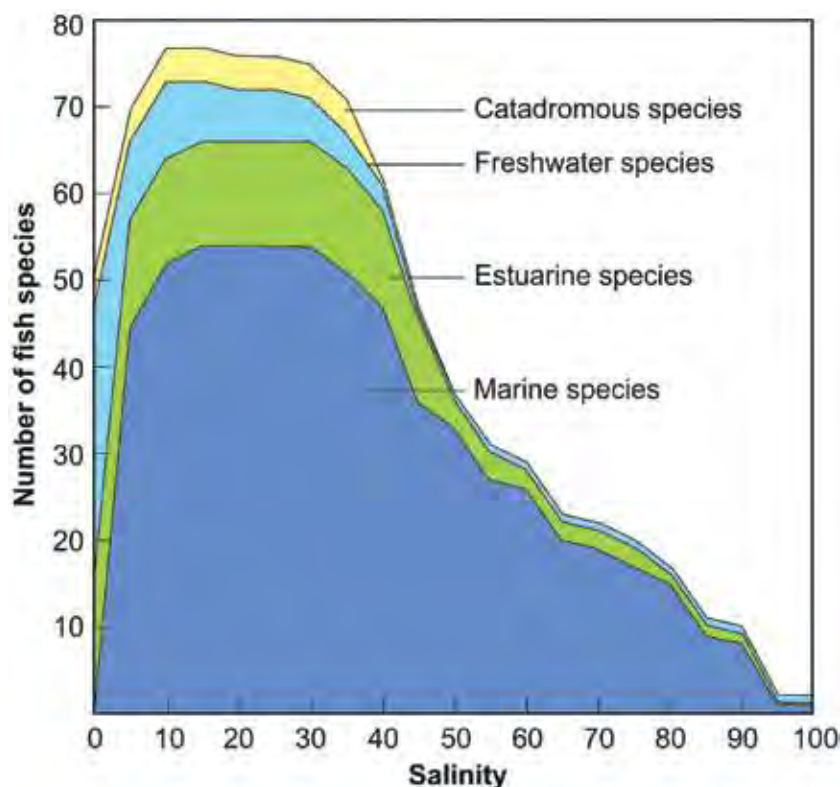 80
70
60
50
40
30
20
10
Number of fish species
Catadromous species
Freshwater species
Estuarine species
Marine species
0 10 20 30 40 50 60 70 80 90 100
Salinity